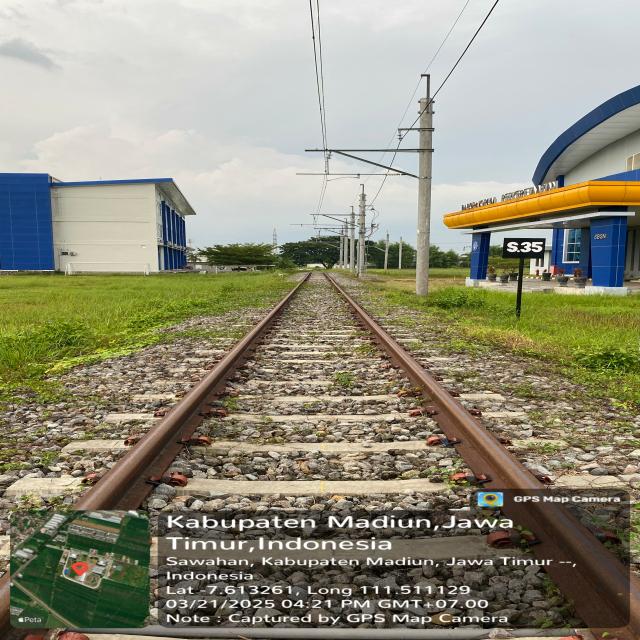 S.35
GPS Map Camera
Kabupaten Madiun,Jawa
Timur,Indonesia
Sawahan, Kabupaten Madiun, Jawa Timur --,
Indonesia
Lat -7.613261, Long 111.511129
03/21/2025 04:21 PM GMT+07.00
Note : Captured by GPS Map Camera
Peta